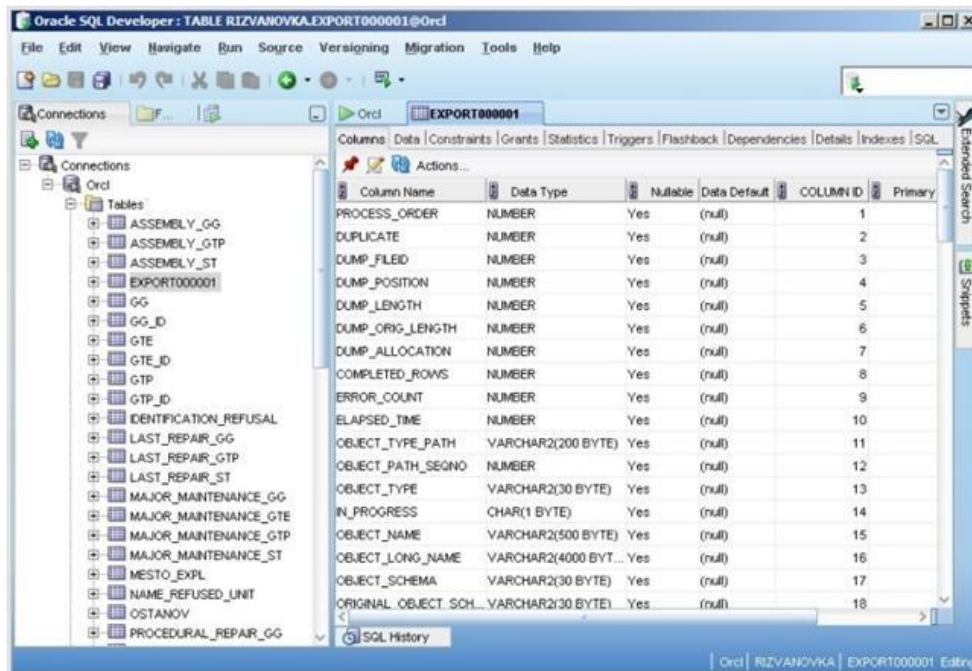 Oracle SQL Developer : TABLE RIZVANOVKA.EXPORT000001@Orcl
File Edit View Navigate Run Source Versioning Migration Tools Help
Connections F...
Orcl EXPORT000001
Columns Data Constraints Grants Statistics Triggers Flashback Dependencies Details Indexes SQL
Actions...
Connections
Orcl
Tables
ASSEMBLY_GG
ASSEMBLY_GTP
ASSEMBLY_ST
EXPORT000001
GG
GG_ID
GTE
GTE_ID
GTP
GTP_ID
IDENTIFICATION_REFUSAL
LAST_REPAIR_GG
LAST_REPAIR_GTP
LAST_REPAIR_ST
MAJOR_MAINTENANCE_GG
MAJOR_MAINTENANCE_GTE
MAJOR_MAINTENANCE_GTP
MAJOR_MAINTENANCE_ST
MESTO_EXPL
NAME_REFUSED_UNIT
OSTANOV
PROCEDURAL_REPAIR_GG
Column Name Data Type Nullable Data Default COLUMN ID Primary
PROCESS_ORDER NUMBER Yes (null) 1
DUPLICATE NUMBER Yes (null) 2
DUMP_FILEID NUMBER Yes (null) 3
DUMP_POSITION NUMBER Yes (null) 4
DUMP_LENGTH NUMBER Yes (null) 5
DUMP_ORIG_LENGTH NUMBER Yes (null) 6
DUMP_ALLOCATION NUMBER Yes (null) 7
COMPLETED_ROWS NUMBER Yes (null) 8
ERROR_COUNT NUMBER Yes (null) 9
ELAPSED_TIME NUMBER Yes (null) 10
OBJECT_TYPE_PATH VARCHAR2(200 BYTE) Yes (null) 11
OBJECT_PATH_SEQNO NUMBER Yes (null) 12
OBJECT_TYPE VARCHAR2(30 BYTE) Yes (null) 13
IN_PROGRESS CHAR(1 BYTE) Yes (null) 14
OBJECT_NAME VARCHAR2(500 BYTE) Yes (null) 15
OBJECT_LONG_NAME VARCHAR2(4000 BYT... Yes (null) 16
OBJECT_SCHEMA VARCHAR2(30 BYTE) Yes (null) 17
ORIGINAL_OBJECT_SCH... VARCHAR2(30 BYTE) Yes (null) 18
SQL History
Extended Search
Snippets
Orcl RIZVANOVKA EXPORT000001 Editin